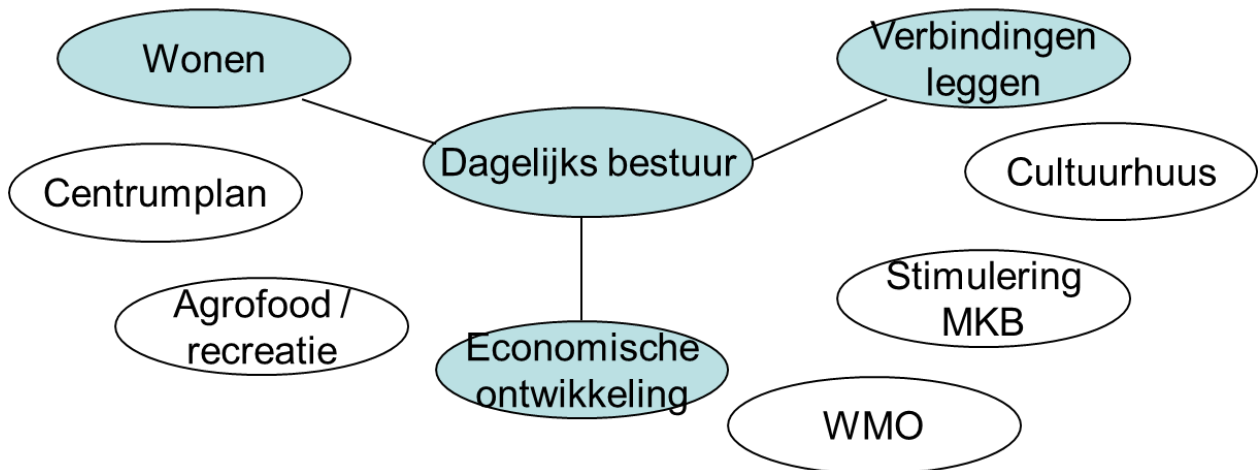 Wonen
Verbindingen
leggen
Dagelijks bestuur
Centrumplan
Cultuurhuus
Agrofood /
recreatie
Stimulering
MKB
Economische
ontwikkeling
WMO